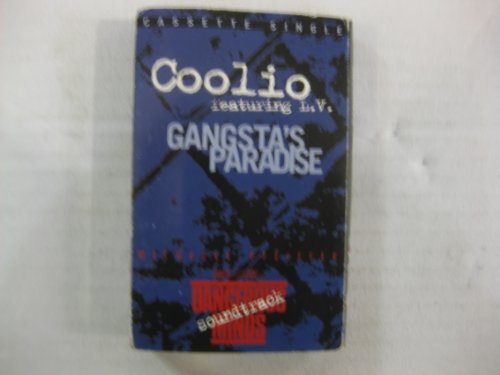 CASSETTE SINGLE
Coolio
featuring L.V.
GANGSTA'S
PARADISE
DANGEROUS
soundtrack
MINDS